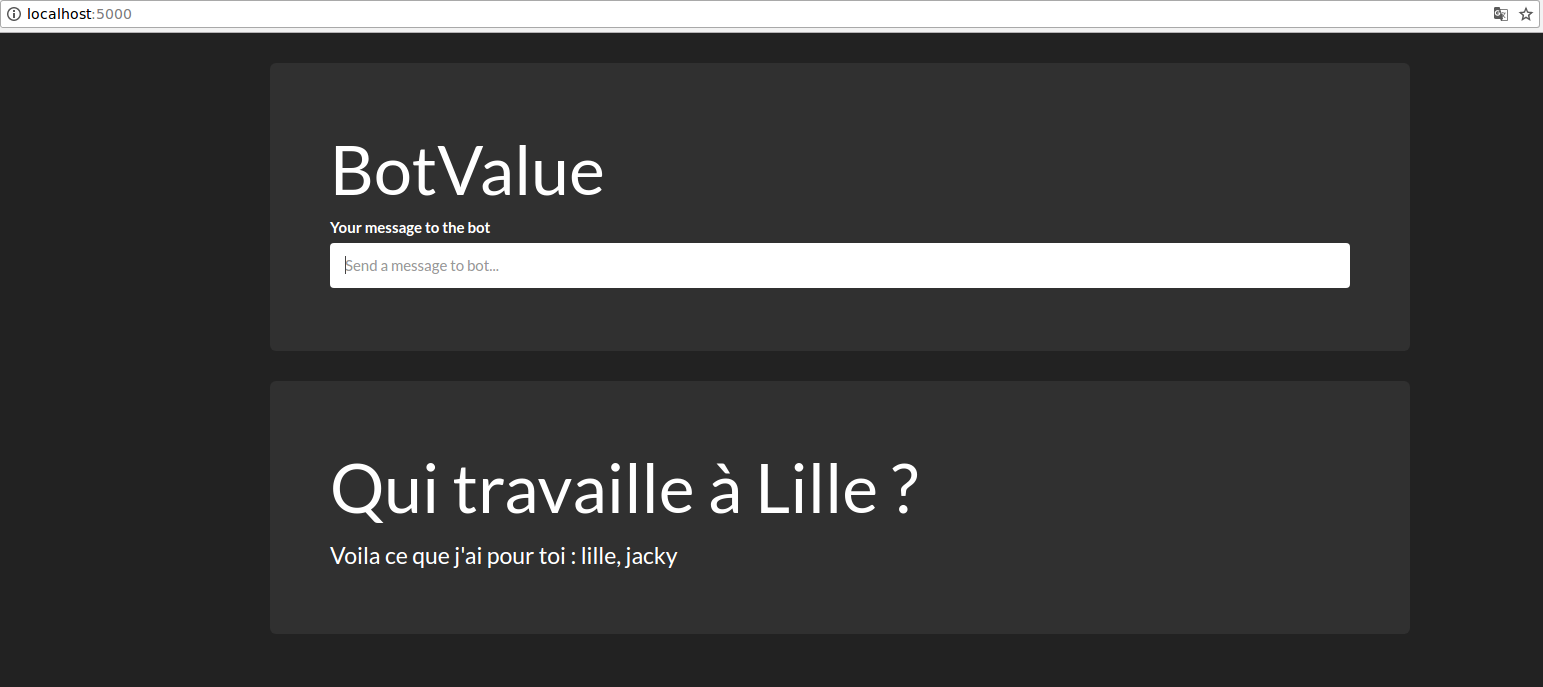 localhost:5000
BotValue
Your message to the bot
Send a message to bot...
Qui travaille à Lille ?
Voila ce que j'ai pour toi : lille, jacky